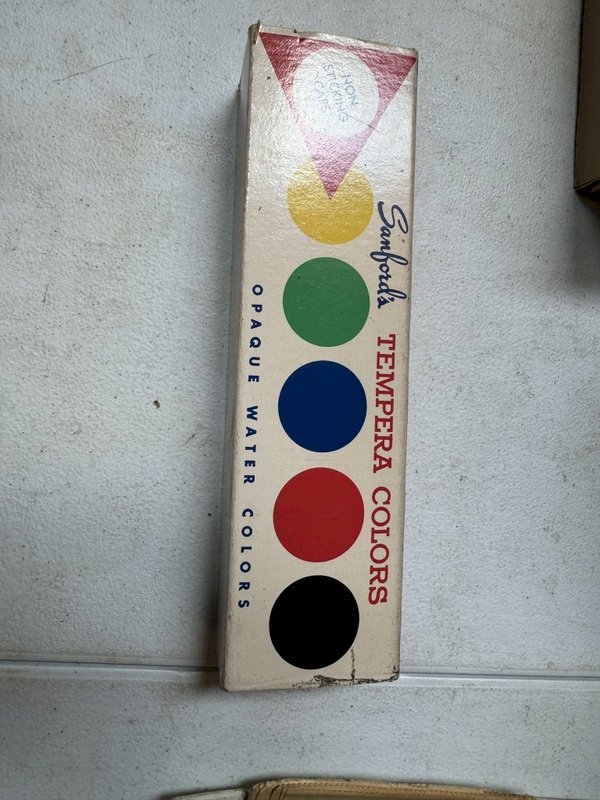 NON
STICKING
CAPS
Sanford's
TEMPERA COLORS
OPAQUE WATER COLORS